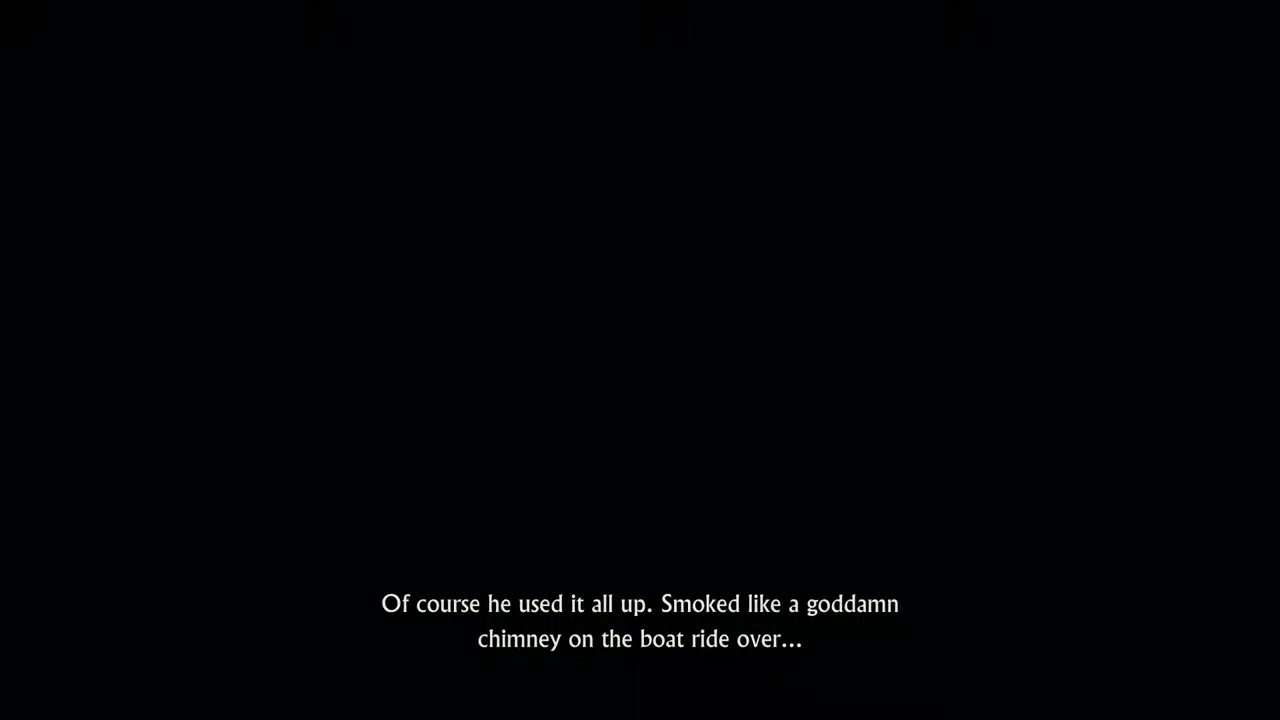 Of course he used it all up. Smoked like a goddamn
chimney on the boat ride over...